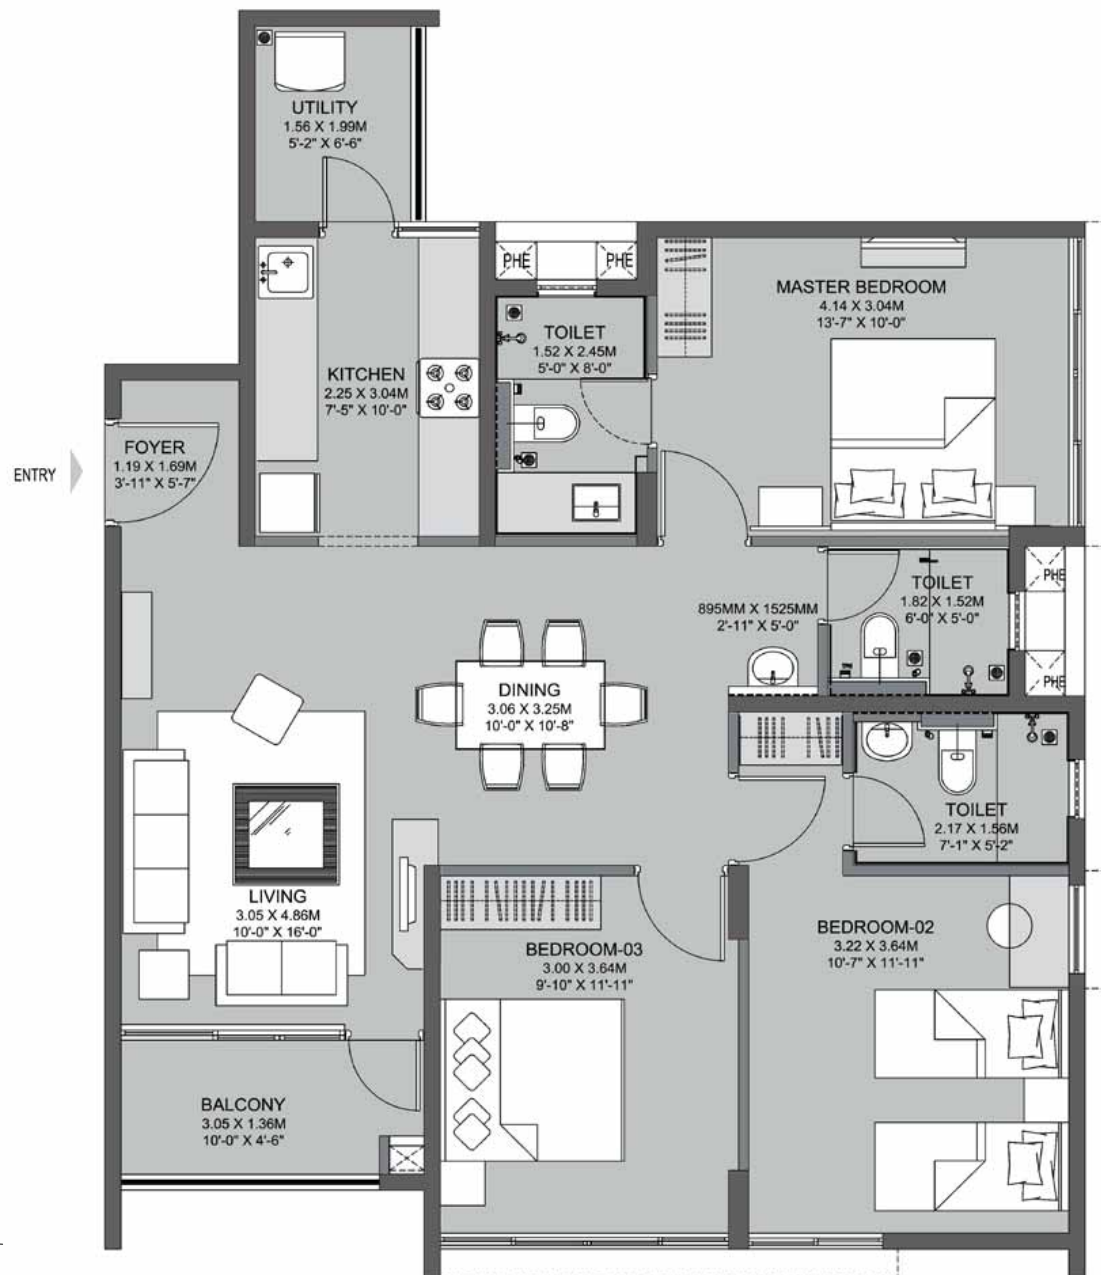 UTILITY
1.56 X 1.99M
5'-2" X 6'-6"
PHE
PHE
MASTER BEDROOM
4.14 X 3.04M
13'-7" X 10'-0"
TOILET
1.52 X 2.45M
5'-0" X 8'-0"
KITCHEN
2.25 X 3.04M
7'-5" X 10'-0"
FOYER
1.19 X 1.69M
3'-11" X 5'-7"
ENTRY
TOILET
1.82 X 1.52M
6'-0" X 5'-0"
PHE
PHE
895MM X 1525MM
2'-11" X 5'-0"
DINING
3.06 X 3.25M
10'-0" X 10'-8"
TOILET
2.17 X 1.56M
7'-1" X 5'-2"
LIVING
3.05 X 4.86M
10'-0" X 16'-0"
BEDROOM-03
3.00 X 3.64M
9'-10" X 11'-11"
BEDROOM-02
3.22 X 3.64M
10'-7" X 11'-11"
BALCONY
3.05 X 1.36M
10'-0" X 4'-6"